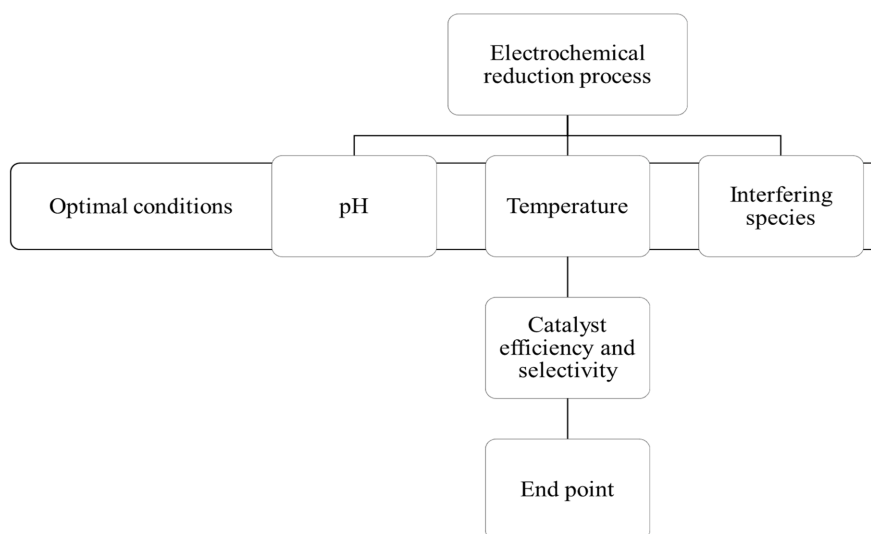 Electrochemical
reduction process
Optimal conditions
pH
Temperature
Interfering
species
Catalyst
efficiency and
selectivity
End point